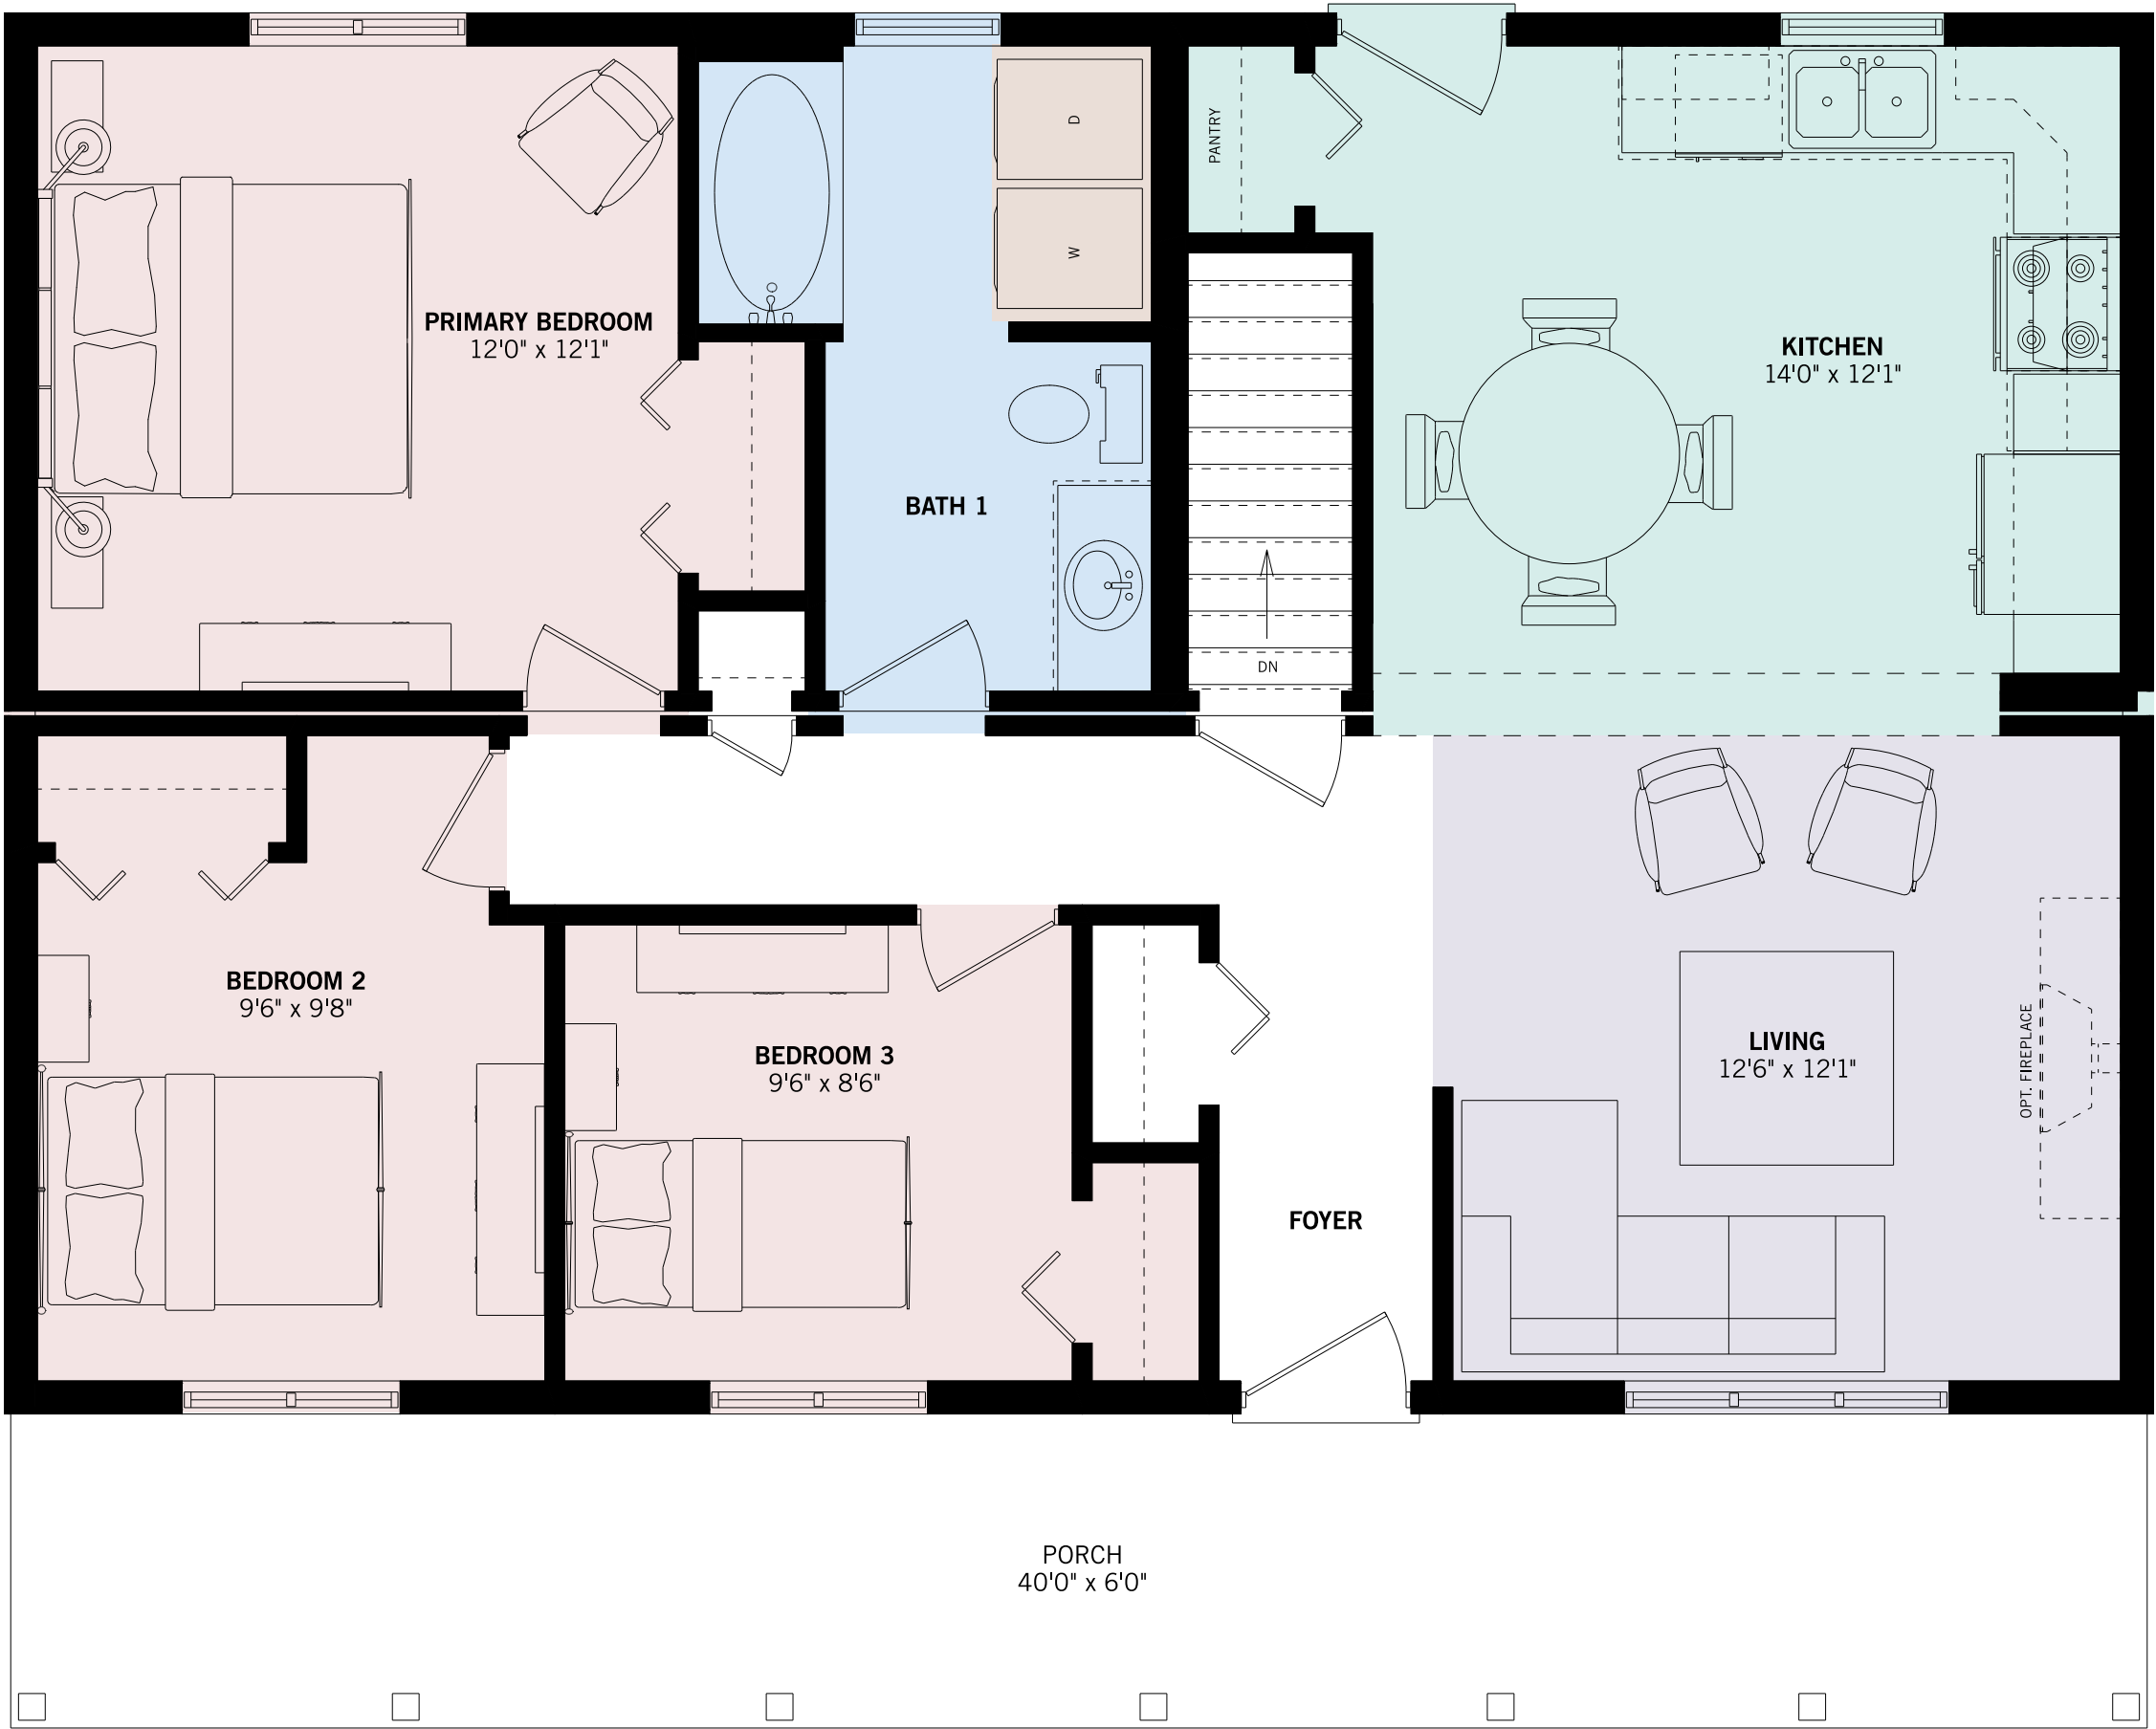 D
PANTRY
W
PRIMARY BEDROOM
12'0" x 12'1"
KITCHEN
14'0" x 12'1"
BATH 1
DN
BEDROOM 2
9'6" x 9'8"
BEDROOM 3
9'6" x 8'6"
LIVING
12'6" x 12'1"
OPT. FIREPLACE
FOYER
PORCH
40'0" x 6'0"